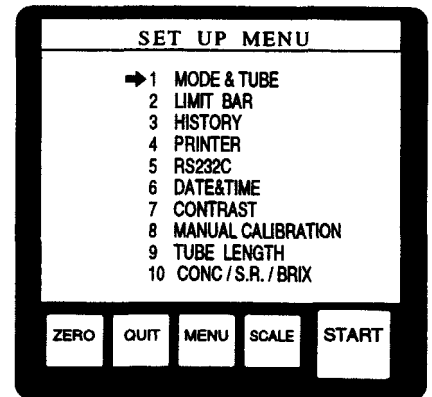 SET UP MENU
➡1 MODE & TUBE
2 LIMIT BAR
3 HISTORY
4 PRINTER
5 RS232C
6 DATE&TIME
7 CONTRAST
8 MANUAL CALIBRATION
9 TUBE LENGTH
10 CONC / S.R. / BRIX
ZERO QUIT MENU SCALE START